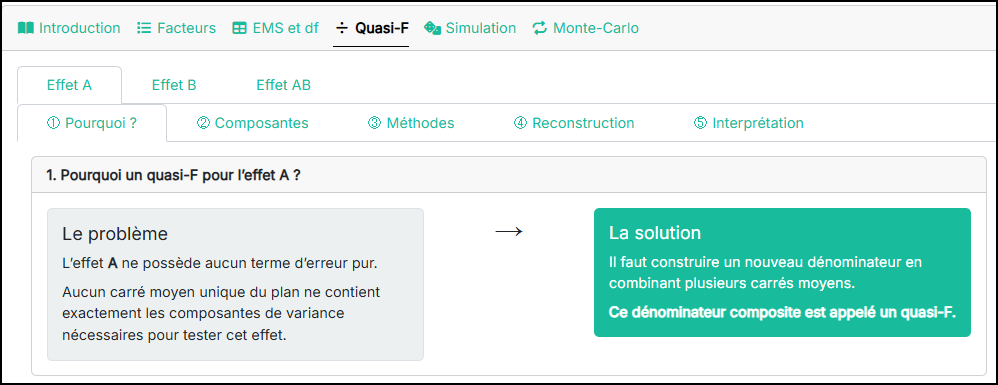 Introduction Facteurs EMS et df Quasi-F Simulation Monte-Carlo
Effet A Effet B Effet AB
① Pourquoi ? ② Composantes ③ Méthodes ④ Reconstruction ⑤ Interprétation
1. Pourquoi un quasi-F pour l’effet A ?
Le problème
L’effet A ne possède aucun terme d’erreur pur.
Aucun carré moyen unique du plan ne contient
exactement les composantes de variance
nécessaires pour tester cet effet.
→
La solution
Il faut construire un nouveau dénominateur en
combinant plusieurs carrés moyens.
Ce dénominateur composite est appelé un quasi-F.